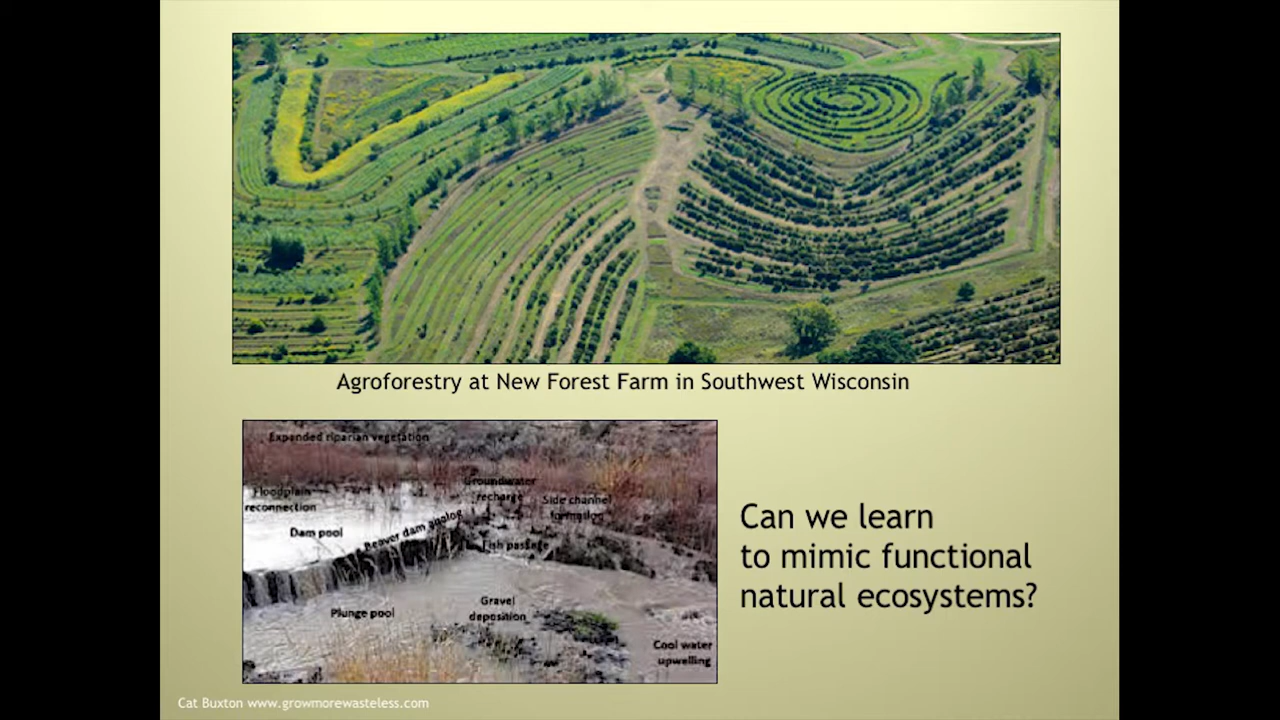 Agroforestry at New Forest Farm in Southwest Wisconsin
Expanded riparian vegetation
Floodplain
reconnection
Groundwater
recharge
Side channel
formation
Dam pool
Beaver dam analog
Fish passage
Plunge pool
Gravel
deposition
Cool water
upwelling
Can we learn
to mimic functional
natural ecosystems?
Cat Buxton www.growmorewasteless.com